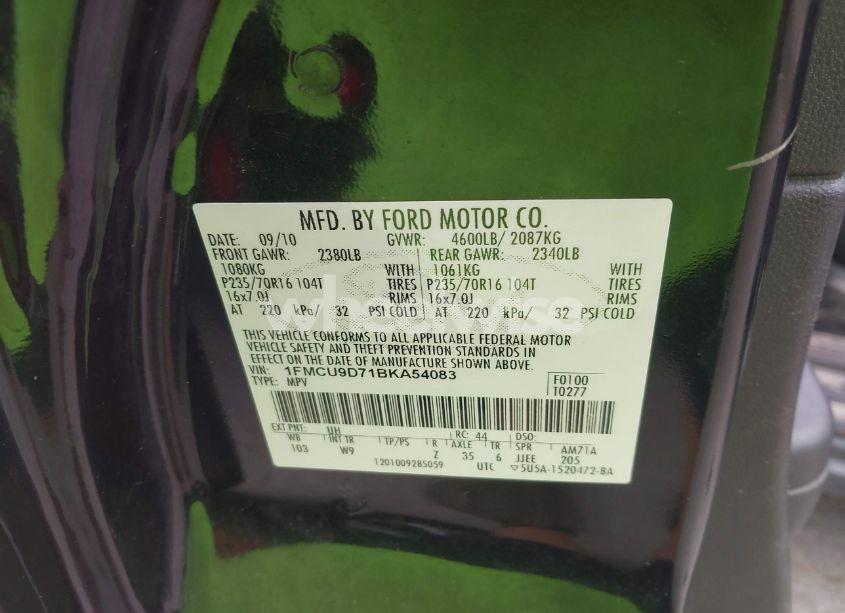 MFD. BY FORD MOTOR CO.
DATE: 09/10 GVWR: 4600LB/ 2087KG
FRONT GAWR: 2380LB REAR GAWR: 2340LB
1080KG WITH 1061KG WITH
P235/70R16 104T TIRES P235/70R16 104T TIRES
16x7.0J RIMS 16x7.0J RIMS
AT 220 kPa/ 32 PSI COLD AT 220 kPa/ 32 PSI COLD
THIS VEHICLE CONFORMS TO ALL APPLICABLE FEDERAL MOTOR
VEHICLE SAFETY AND THEFT PREVENTION STANDARDS IN
EFFECT ON THE DATE OF MANUFACTURE SHOWN ABOVE.
VIN: 1FMCU9D71BKA54083
TYPE: MPV
F0100
T0277
EXT PNT: UH RC: 44 DSO:
WB INT TR TP/PS R AXLE TR SPR AM71A
103 W9 Z 35 6 JJEE 205
1201009285059 UTC 5U5A-1520472-BA
wheelwise